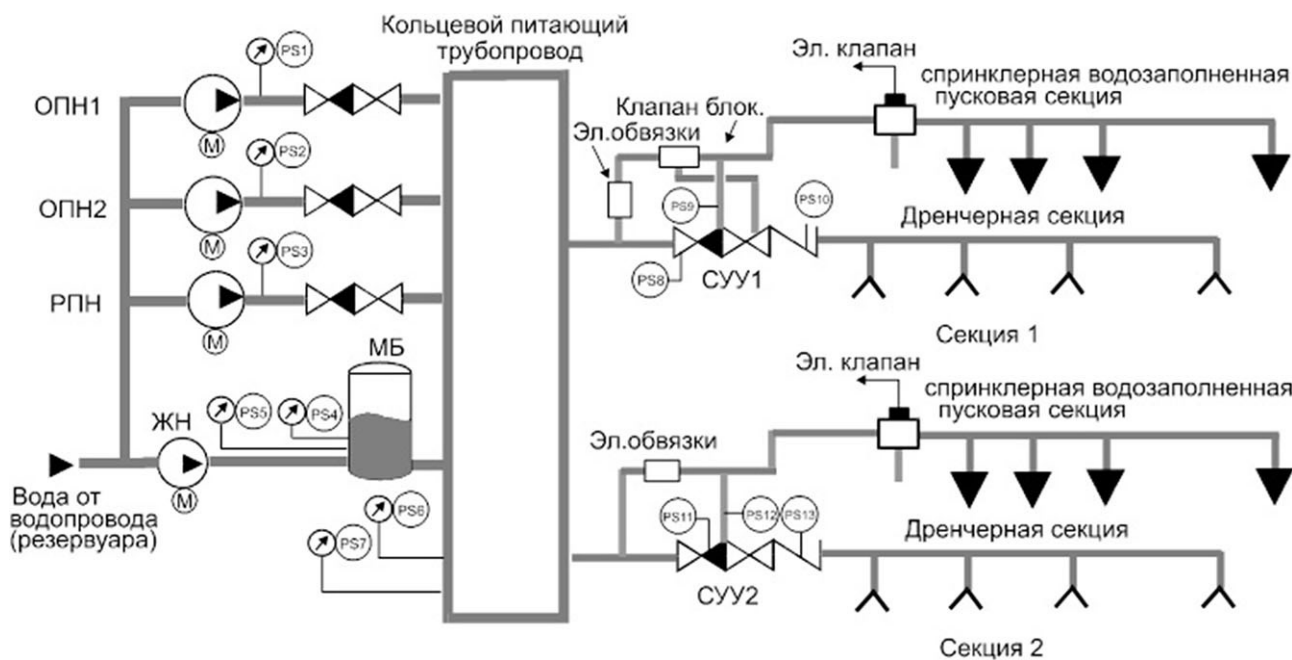 Кольцевой питающий
трубопровод
PS1
ОПН1
M
PS2
ОПН2
M
PS3
РПН
M
МБ
PS5
PS4
ЖН
M
Вода от
водопровода
(резервуара)
PS6
PS7
Эл. клапан
спринклерная водозаполненная
пусковая секция
Клапан блок.
Эл.обвязки
PS9
PS10
Дренчерная секция
PS8
СУУ1
Секция 1
Эл. клапан
спринклерная водозаполненная
пусковая секция
Эл.обвязки
PS11
PS12
PS13
Дренчерная секция
СУУ2
Секция 2